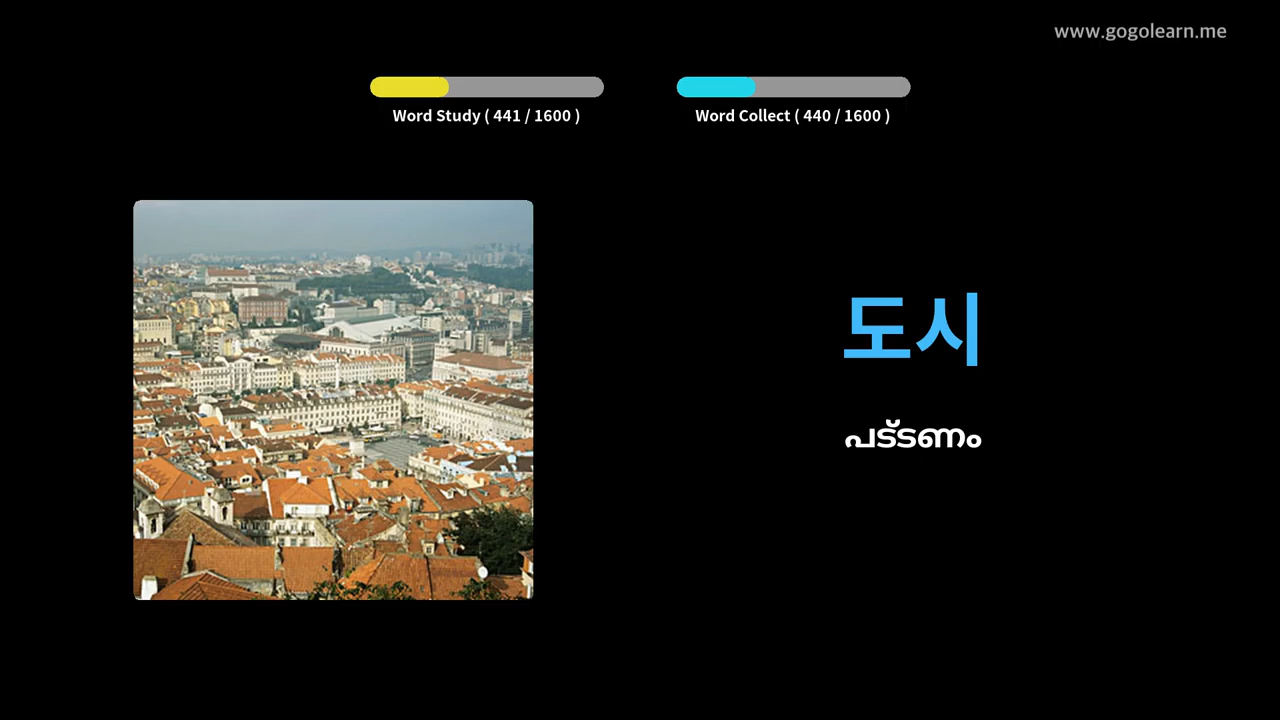 www.gogolearn.me
Word Study ( 441 / 1600 )
Word Collect ( 440 / 1600 )
도시
പട്ടണം